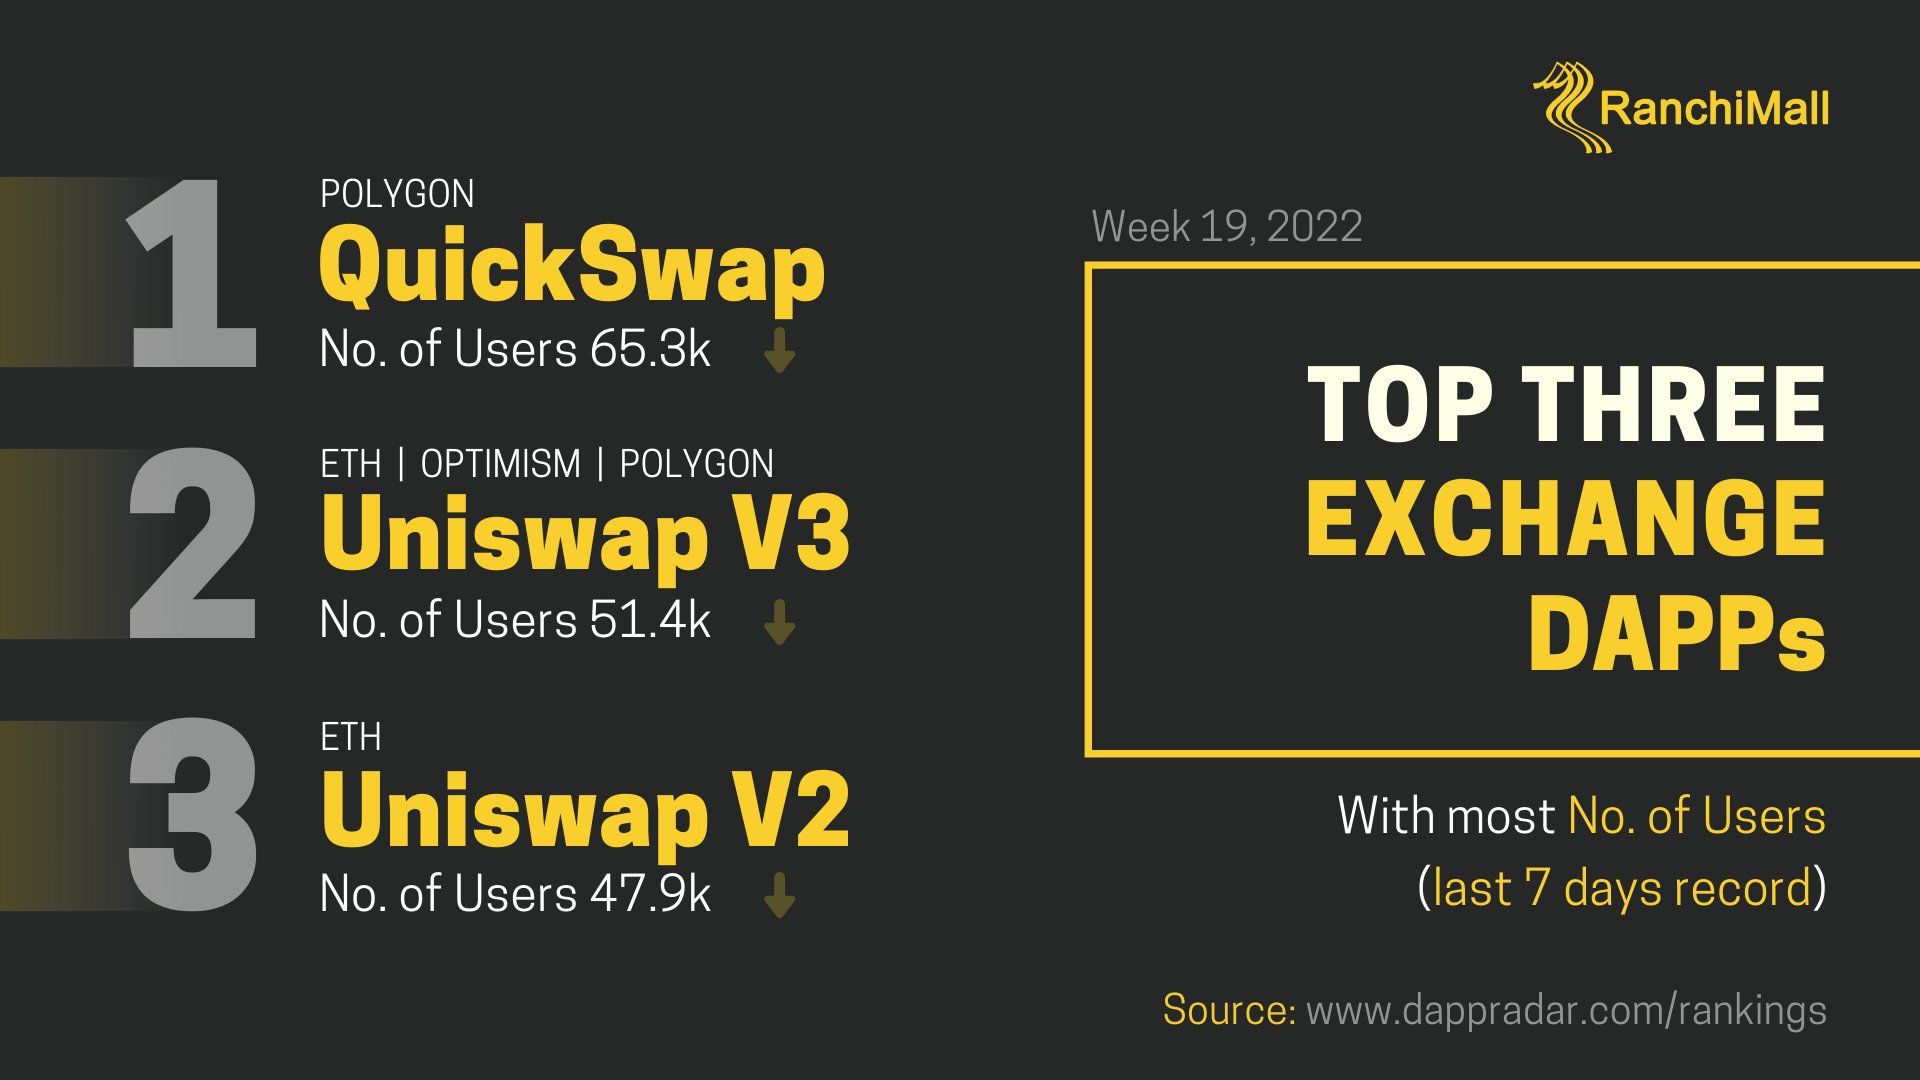 RanchiMall
1
POLYGON
QuickSwap
No. of Users 65.3k
2
ETH | OPTIMISM | POLYGON
Uniswap V3
No. of Users 51.4k
3
ETH
Uniswap V2
No. of Users 47.9k
Week 19, 2022
TOP THREE
EXCHANGE
DAPPs
With most No. of Users
(last 7 days record)
Source: www.dappradar.com/rankings